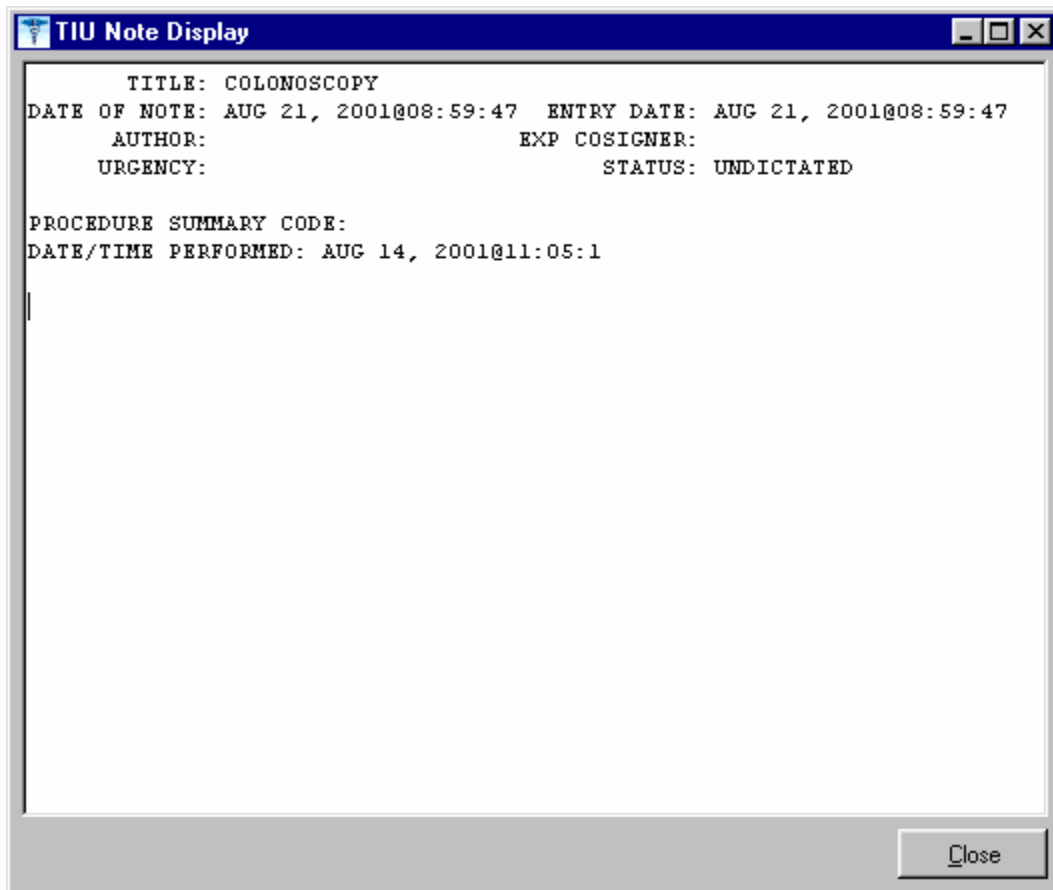 TIU Note Display
TITLE: COLONOSCOPY
DATE OF NOTE: AUG 21, 2001@08:59:47 ENTRY DATE: AUG 21, 2001@08:59:47
AUTHOR: EXP COSIGNER:
URGENCY: STATUS: UNDICTATED
PROCEDURE SUMMARY CODE:
DATE/TIME PERFORMED: AUG 14, 2001@11:05:1
Close